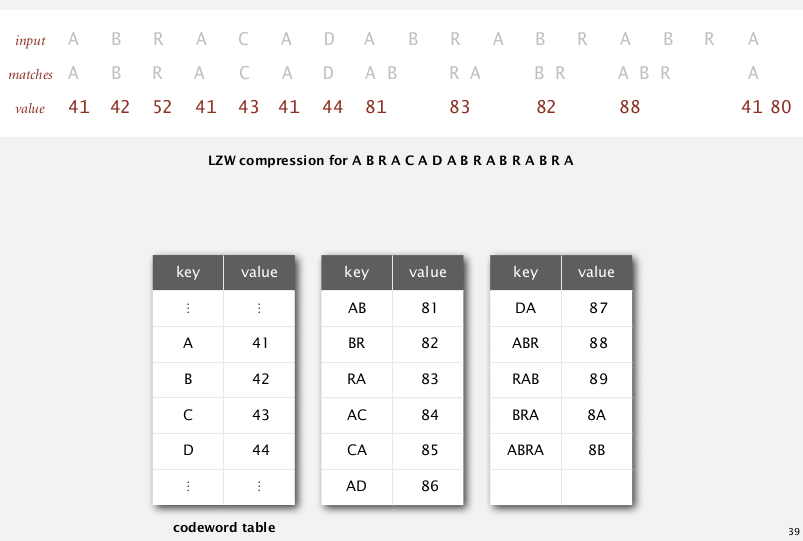 input A B R A C A D A B R A B R A B R A
matches A B R A C A D A B R A B R A B R A
value 41 42 52 41 43 41 44 81 83 82 88 41 80
LZW compression for A B R A C A D A B R A B R A B R A
key value key value key value
⋮ ⋮ AB 81 DA 87
A 41 BR 82 ABR 88
B 42 RA 83 RAB 89
C 43 AC 84 BRA 8A
D 44 CA 85 ABRA 8B
⋮ ⋮ AD 86
codeword table
39